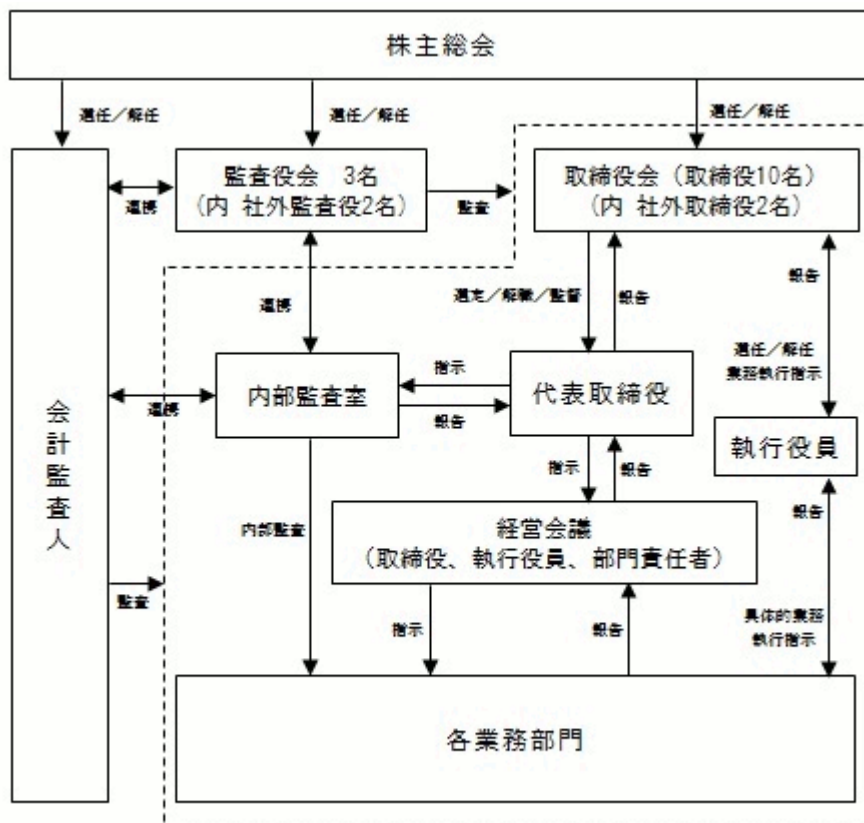 株主総会
選任／解任
選任／解任
選任／解任
監査役会 3名
(内 社外監査役2名)
取締役会(取締役10名)
(内 社外取締役2名)
連携
監査
報告
連携
選定／解職／監督
報告
選任／解任
業務執行指示
指示
内部監査室
代表取締役
連携
報告
執行役員
会計監査人
指示
報告
報告
内部監査
経営会議
(取締役、執行役員、部門責任者)
監査
指示
報告
具体的業務
執行指示
各業務部門